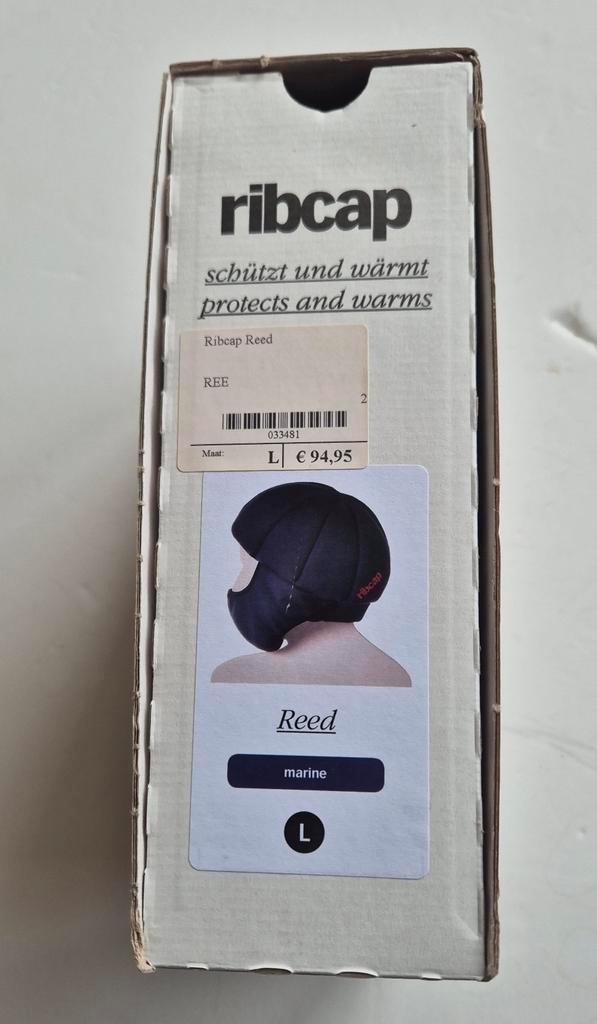 ribcap
schützt und wärmt
protects and warms
Ribcap Reed
REE
2
033481
Maat: L € 94,95
ribcap
Reed
marine
L